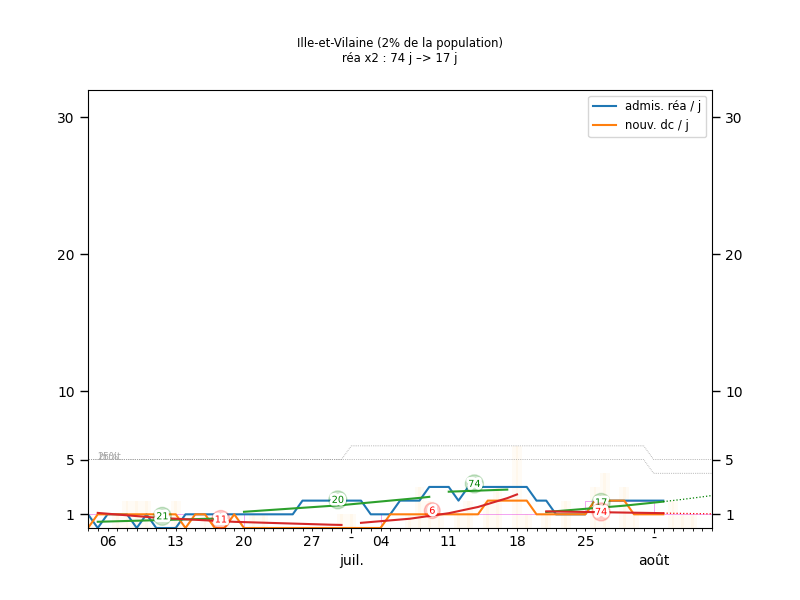 Ille-et-Vilaine (2% de la population)
réa x2 : 74 j –> 17 j
admis. réa / j
nouv. dc / j
30 30
20 20
10 10
5 5
1 1
21 11 20 6 74 17 74
06 13 20 27 - 04 11 18 25 -
juil. août